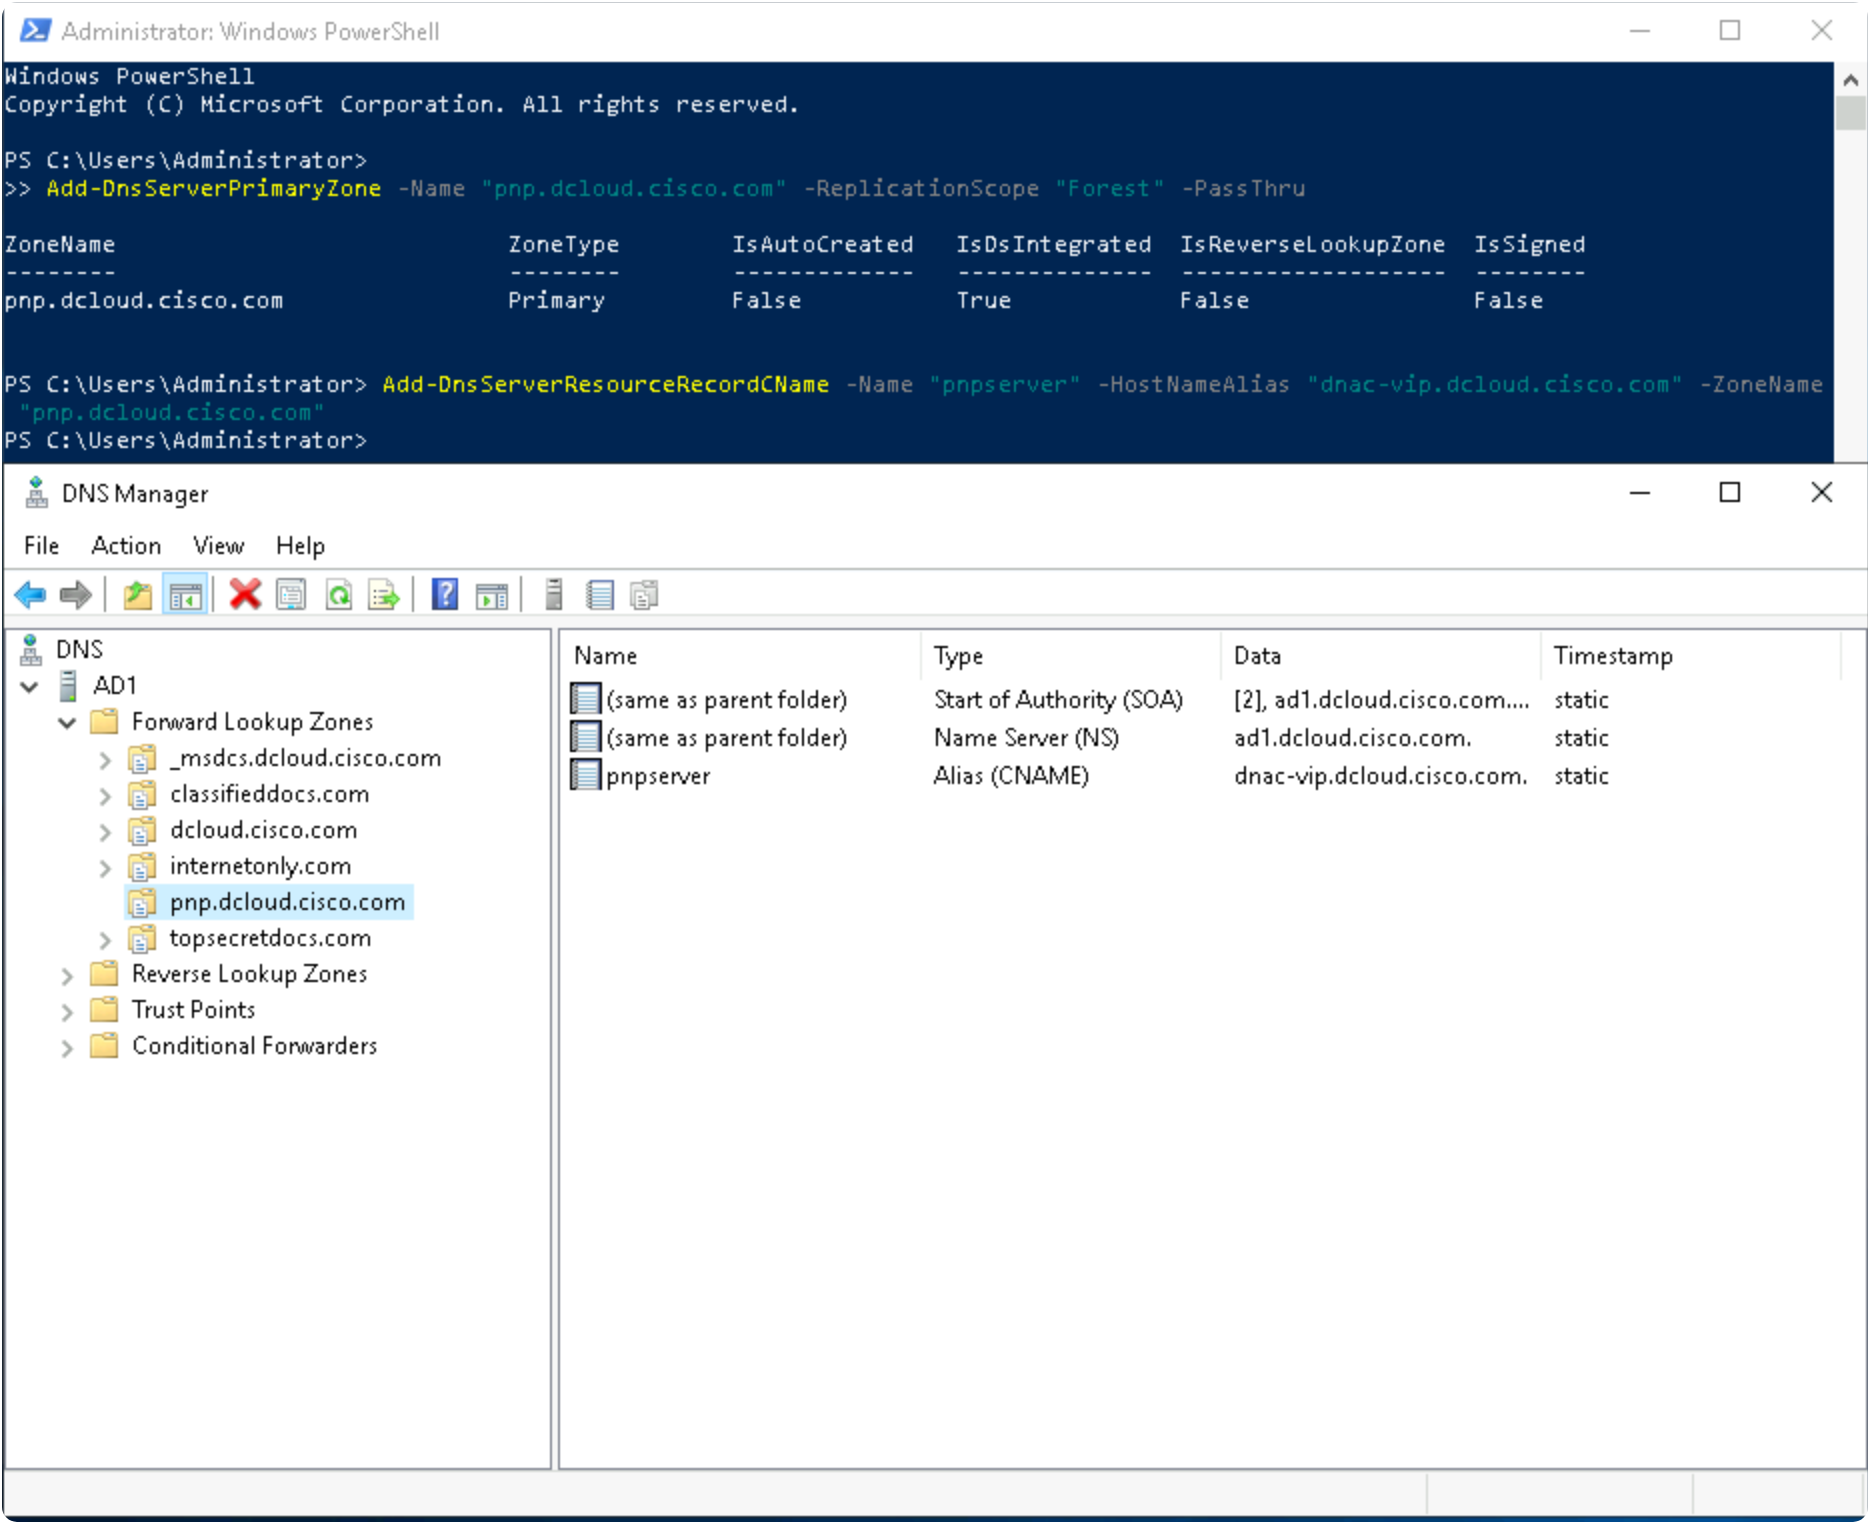 Administrator: Windows PowerShell
Windows PowerShell
Copyright (C) Microsoft Corporation. All rights reserved.
PS C:\Users\Administrator>
>> Add-DnsServerPrimaryZone -Name "pnp.dcloud.cisco.com" -ReplicationScope "Forest" -PassThru
ZoneName ZoneType IsAutoCreated IsDsIntegrated IsReverseLookupZone IsSigned
-------- -------- ------------- -------------- ------------------- --------
pnp.dcloud.cisco.com Primary False True False False
PS C:\Users\Administrator> Add-DnsServerResourceRecordCName -Name "pnpserver" -HostNameAlias "dnac-vip.dcloud.cisco.com" -ZoneName
"pnp.dcloud.cisco.com"
PS C:\Users\Administrator>
DNS Manager
File Action View Help
DNS
AD1
Forward Lookup Zones
_msdcs.dcloud.cisco.com
classifieddocs.com
dcloud.cisco.com
internetonly.com
pnp.dcloud.cisco.com
topsecretdocs.com
Reverse Lookup Zones
Trust Points
Conditional Forwarders
Name Type Data Timestamp
(same as parent folder) Start of Authority (SOA) [2], ad1.dcloud.cisco.com.... static
(same as parent folder) Name Server (NS) ad1.dcloud.cisco.com. static
pnpserver Alias (CNAME) dnac-vip.dcloud.cisco.com. static